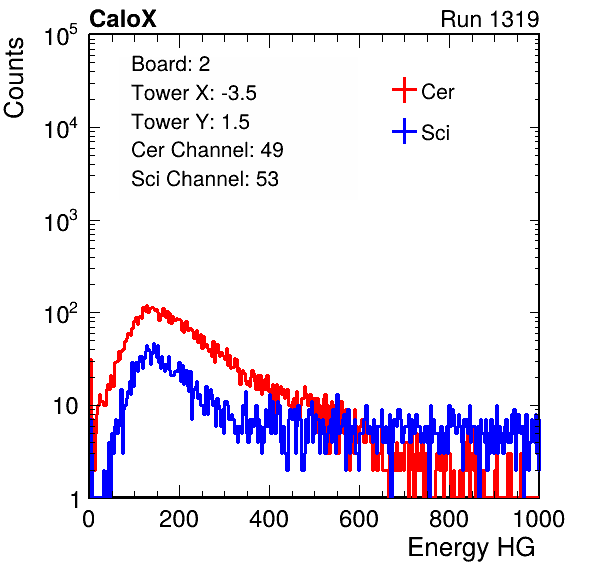 CaloX Run 1319
Counts
10^5
10^4
10^3
10^2
10
1
Board: 2
Tower X: -3.5
Tower Y: 1.5
Cer Channel: 49
Sci Channel: 53
Cer
Sci
0 200 400 600 800 1000
Energy HG